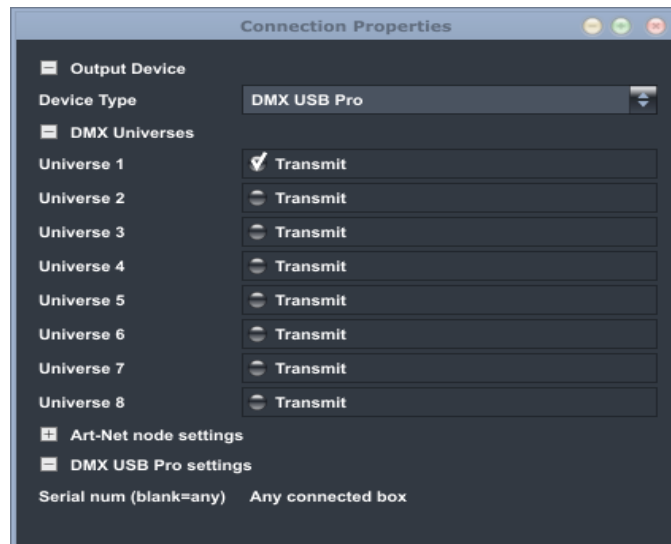 Connection Properties
Output Device
Device Type DMX USB Pro
DMX Universes
Universe 1 Transmit
Universe 2 Transmit
Universe 3 Transmit
Universe 4 Transmit
Universe 5 Transmit
Universe 6 Transmit
Universe 7 Transmit
Universe 8 Transmit
Art-Net node settings
DMX USB Pro settings
Serial num (blank=any) Any connected box